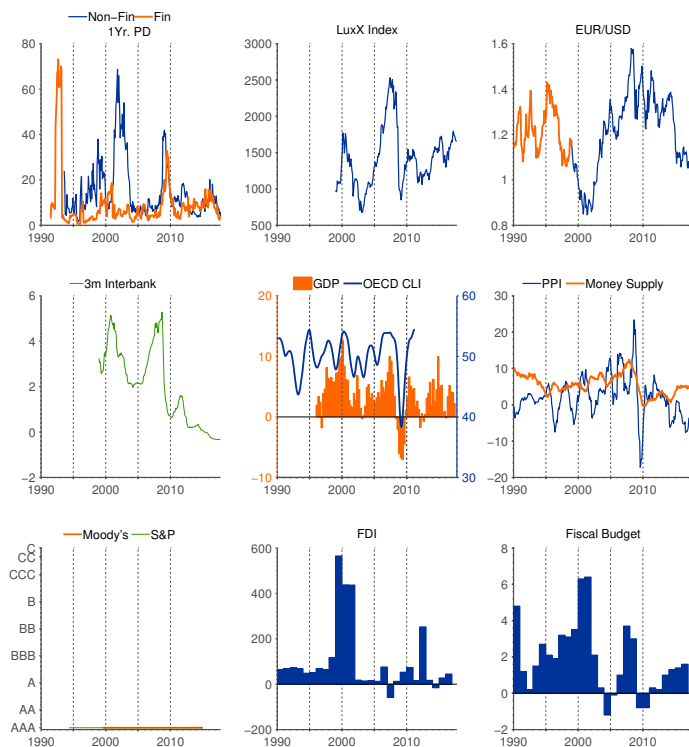 Non-Fin Fin
1Yr. PD
80
60
40
20
0
1990 2000 2010
LuxX Index
3000
2500
2000
1500
1000
500
1990 2000 2010
EUR/USD
1.6
1.4
1.2
1
0.8
1990 2000 2010
3m Interbank
6
4
2
0
−2
1990 2000 2010
GDP OECD CLI
20 60
10 50
0 40
−10 30
1990 2000 2010
PPI Money Supply
30
20
10
0
−10
−20
1990 2000 2010
Moody's S&P
C
CC
CCC
B
BB
BBB
A
AA
AAA
1990 2000 2010
FDI
600
400
200
0
−200
1990 2000 2010
Fiscal Budget
8
6
4
2
0
−2
1990 2000 2010